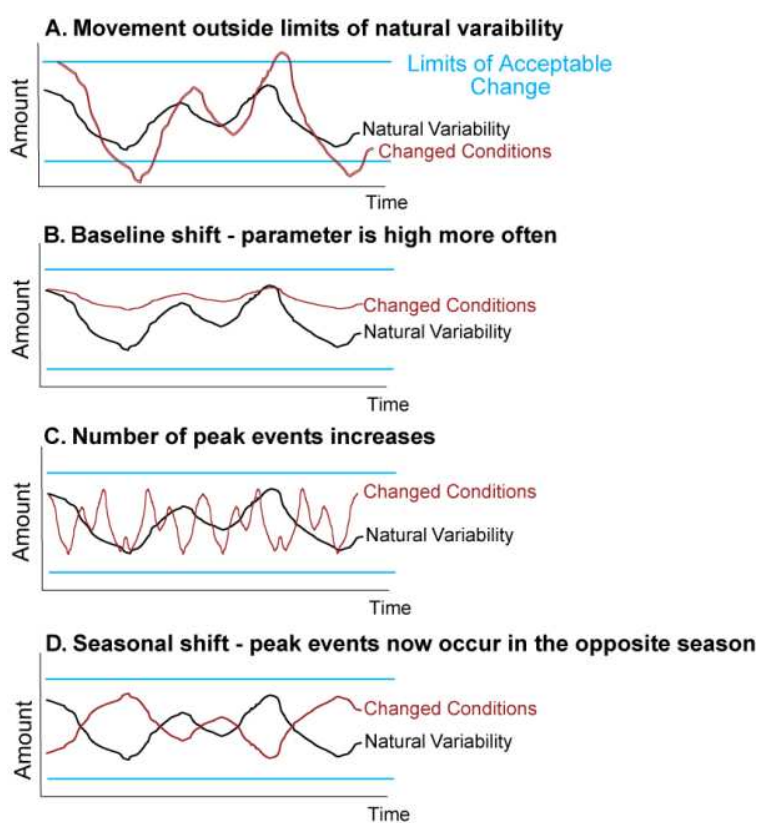 A. Movement outside limits of natural varaibility
Limits of Acceptable
Change
Amount
Natural Variability
Changed Conditions
Time
B. Baseline shift - parameter is high more often
Amount
Changed Conditions
Natural Variability
Time
C. Number of peak events increases
Amount
Changed Conditions
Natural Variability
Time
D. Seasonal shift - peak events now occur in the opposite season
Amount
Changed Conditions
Natural Variability
Time